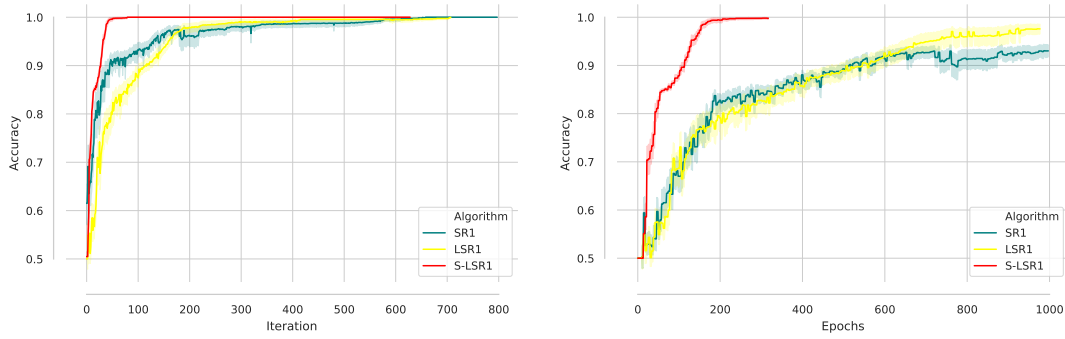 1.0
0.9
0.8
0.7
0.6
0.5
Accuracy
0 100 200 300 400 500 600 700 800
Iteration
Algorithm
SR1
LSR1
S-LSR1
1.0
0.9
0.8
0.7
0.6
0.5
Accuracy
0 200 400 600 800 1000
Epochs
Algorithm
SR1
LSR1
S-LSR1